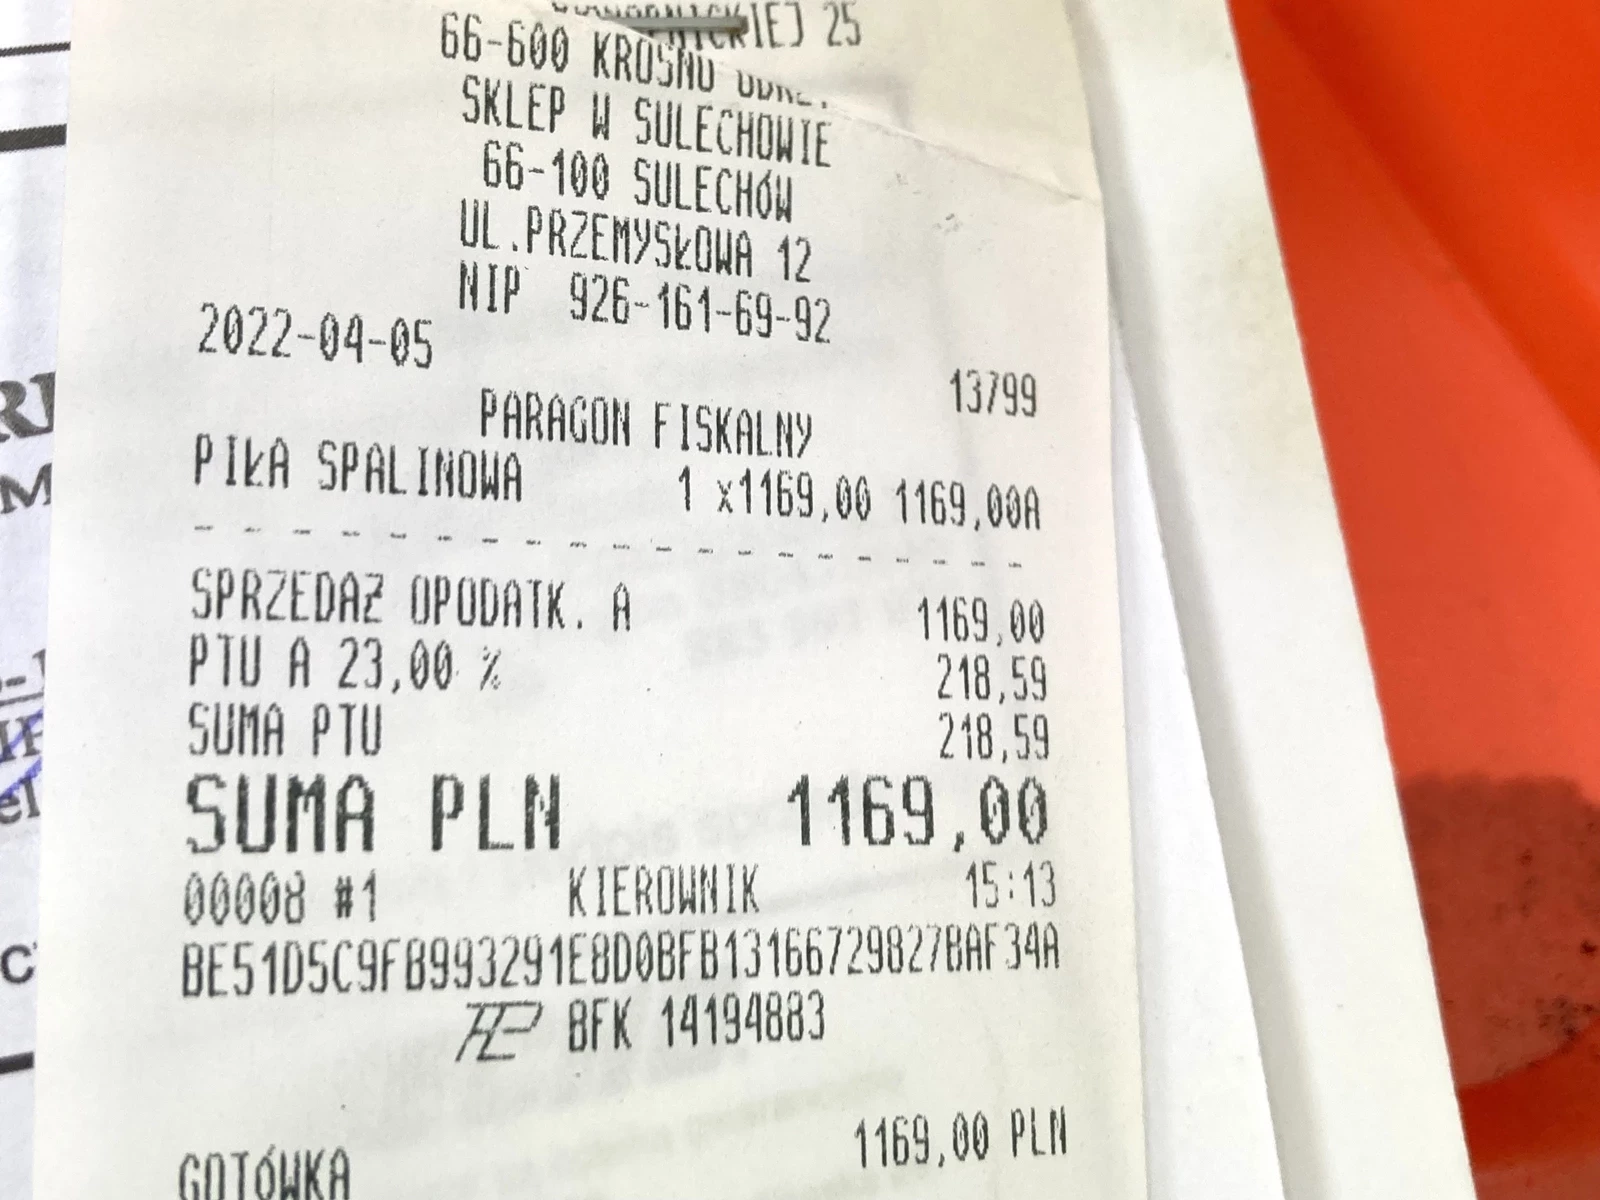 25
66-600 KROSNO ODRZ.
SKLEP W SULECHOWIE
66-100 SULECHÓW
UL.PRZEMYSŁOWA 12
NIP 926-161-69-92
2022-04-05
13799
PARAGON FISKALNY
PIŁA SPALINOWA 1 x1169,00 1169,00A
SPRZEDAŻ OPODATK. A 1169,00
PTU A 23,00 % 218,59
SUMA PTU 218,59
SUMA PLN 1169,00
00008 #1 KIEROWNIK 15:13
BE51D5C9FB993291E8D0BFB13166729827BAF34A
BFK 14194883
GOTÓWKA 1169,00 PLN